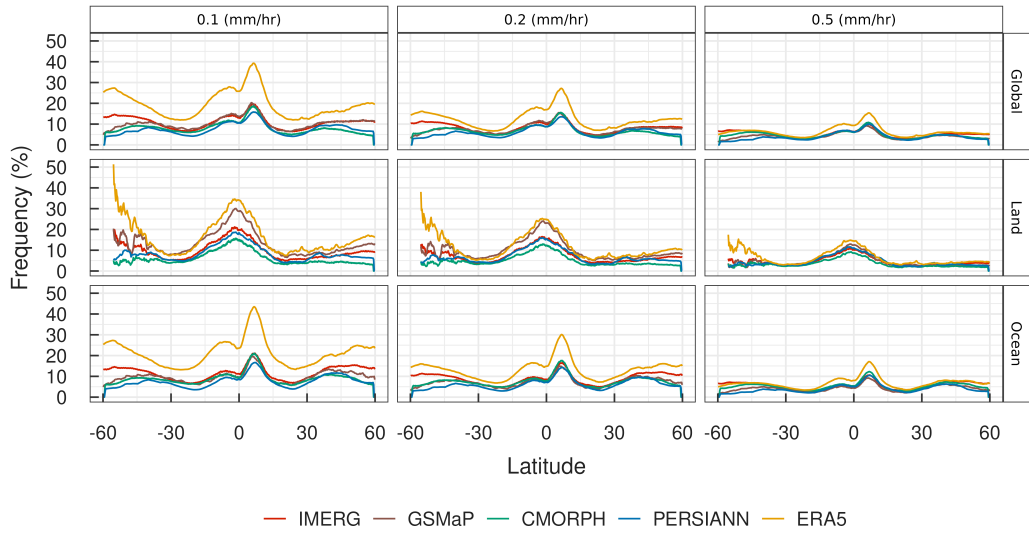 0.1 (mm/hr) 0.2 (mm/hr) 0.5 (mm/hr)
Frequency (%)
50
40
30
20
10
0
Global
50
40
30
20
10
0
Land
50
40
30
20
10
0
Ocean
-60 -30 0 30 60 -60 -30 0 30 60 -60 -30 0 30 60
Latitude
IMERG GSMaP CMORPH PERSIANN ERA5